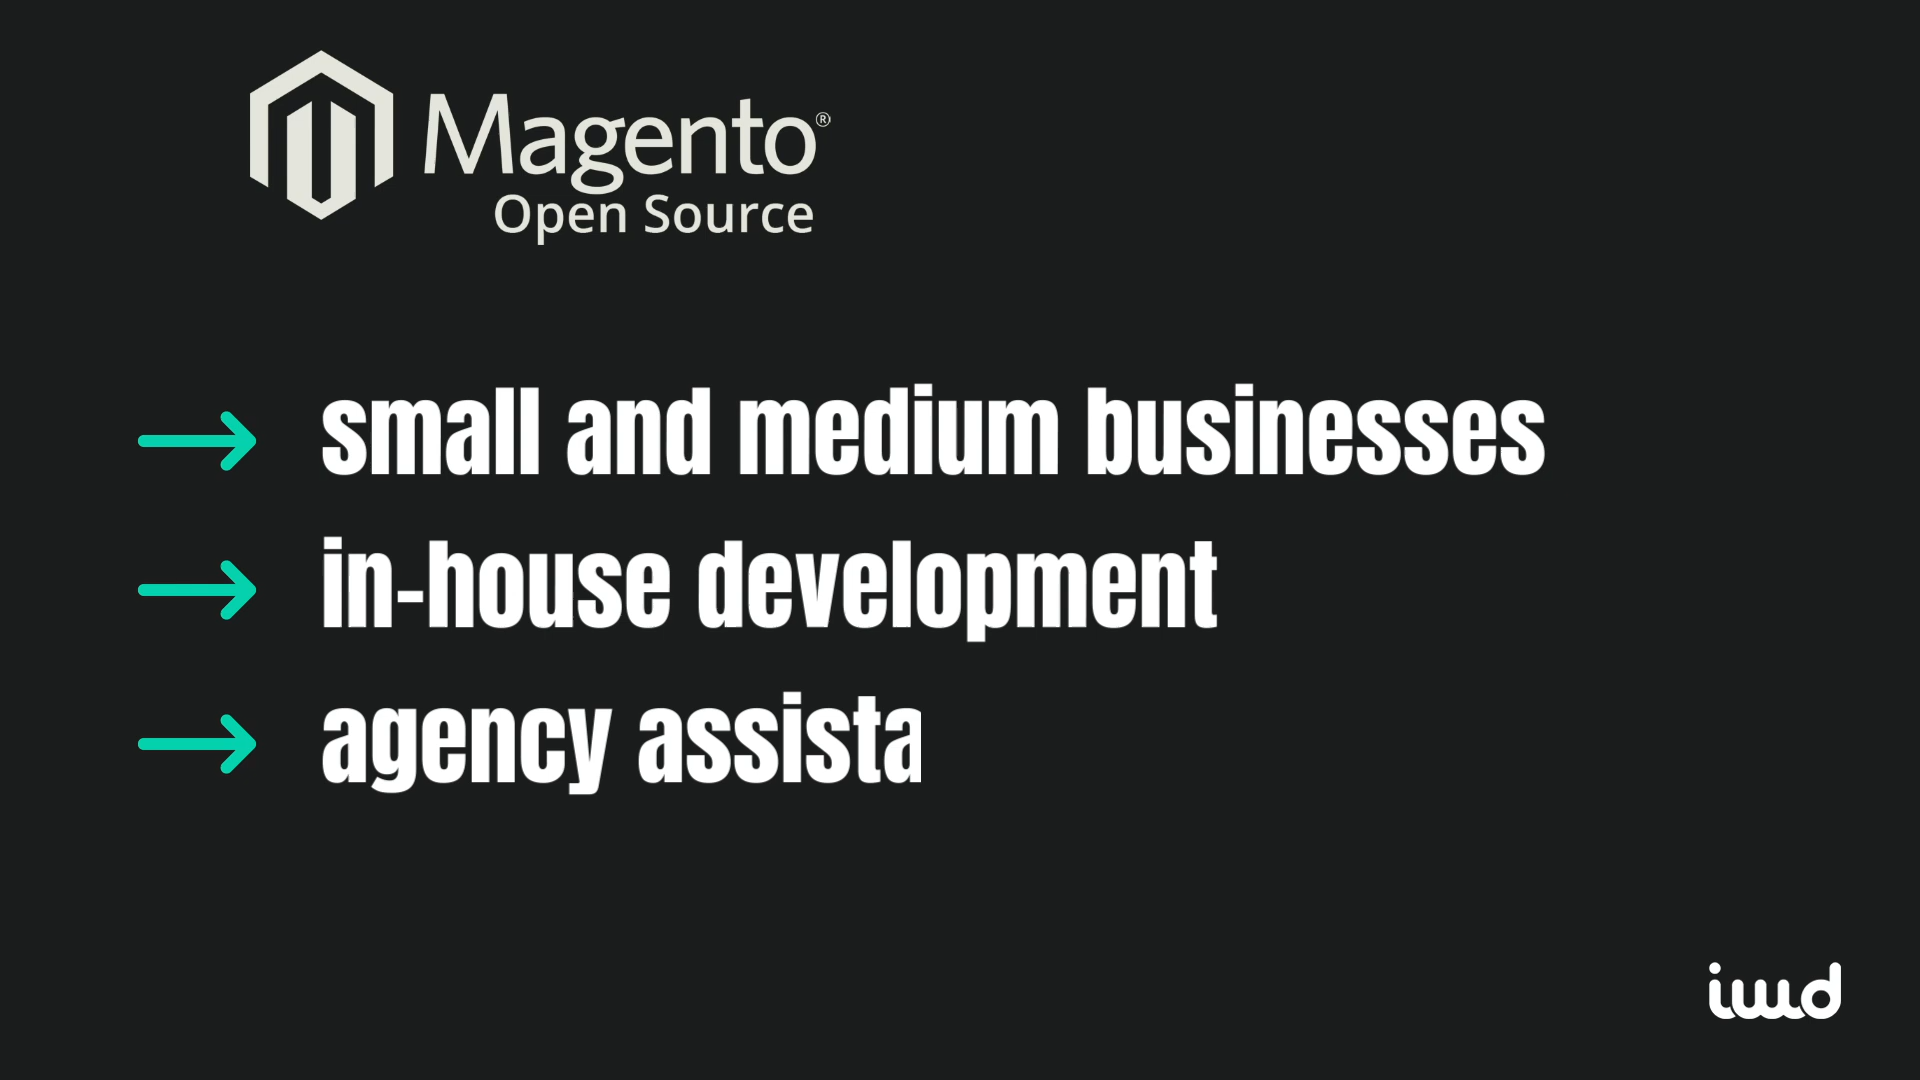 Magento®
Open Source
small and medium businesses
in-house development
agency assista
iwd